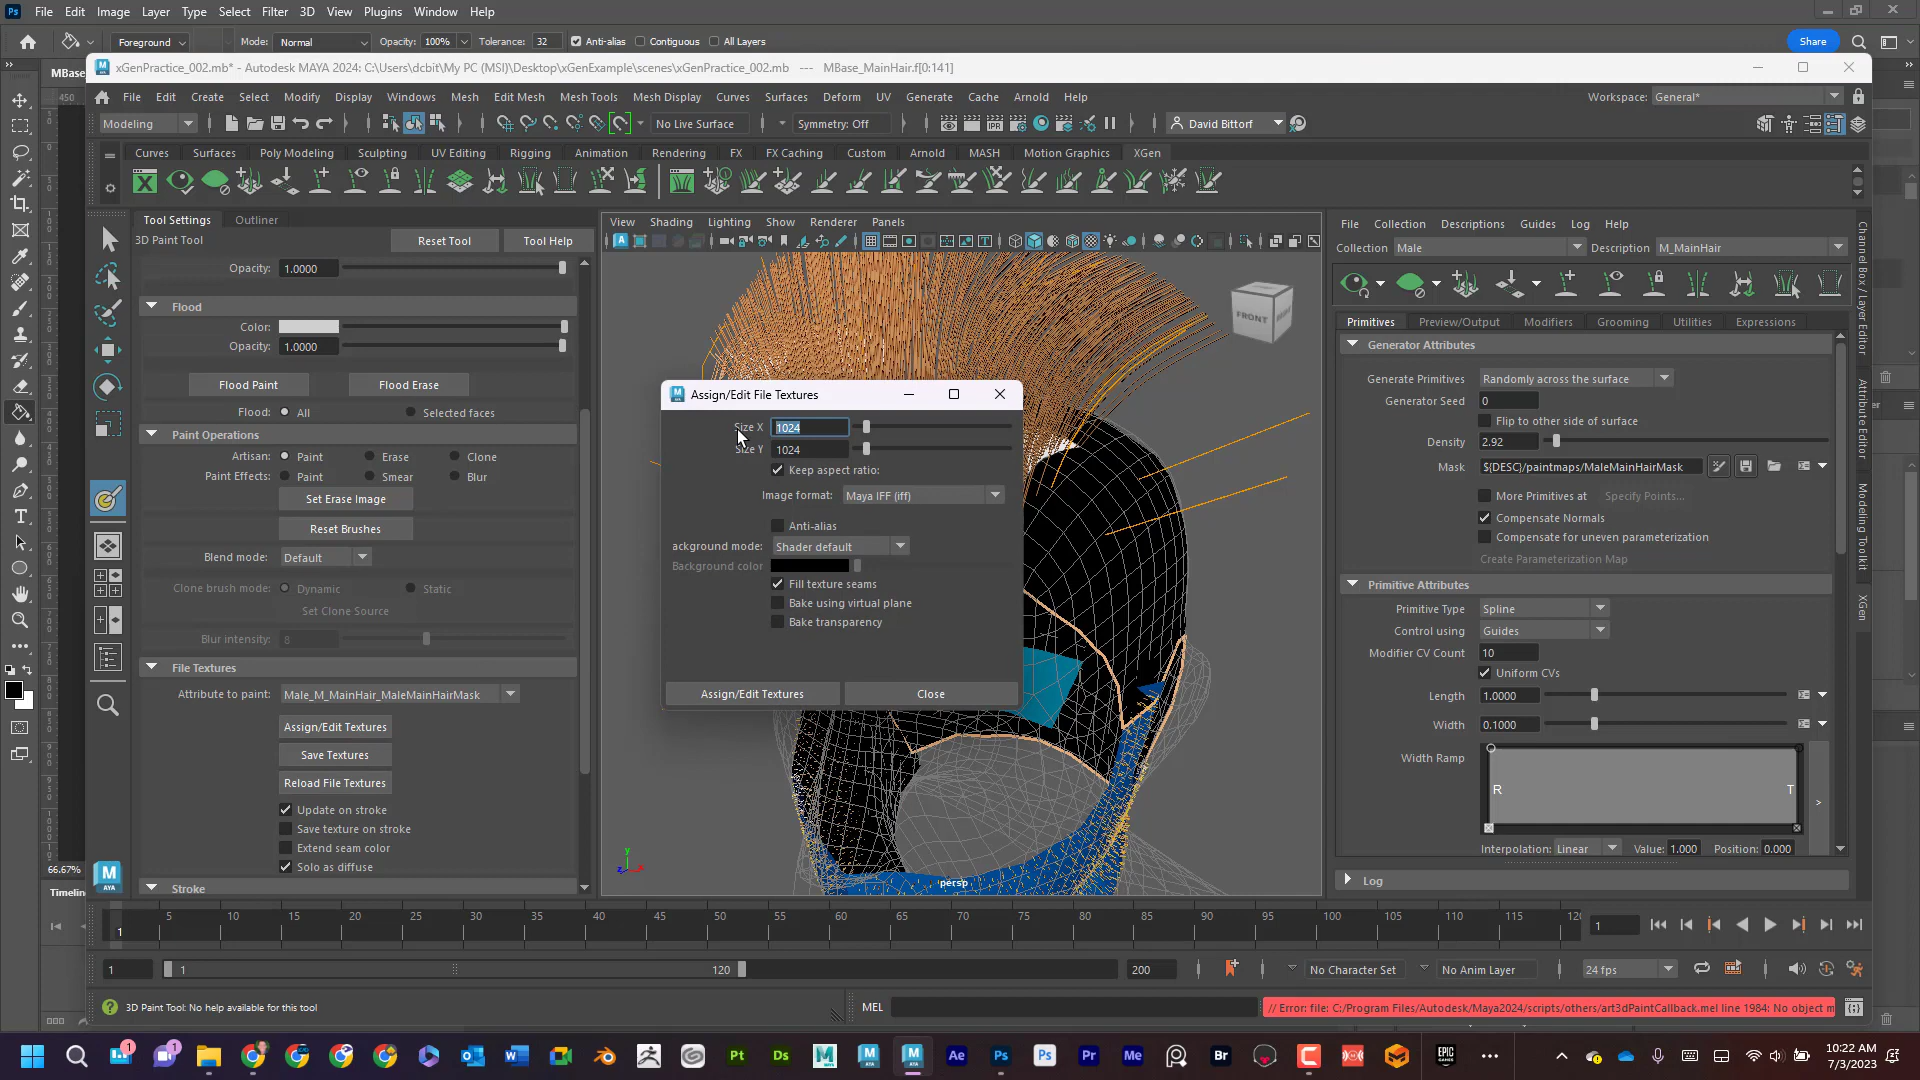 File Edit Image Layer Type Select Filter 3D View Plugins Window Help
Foreground Mode: Normal Opacity: 100% Tolerance: 32 Anti-alias Contiguous All Layers Share
MBase xGenPractice_002.mb* - Autodesk MAYA 2024: C:\Users\dcbit\My PC (MSI)\Desktop\xGenExample\scenes\xGenPractice_002.mb --- MBase_MainHair.f[0:141]
File Edit Create Select Modify Display Windows Mesh Edit Mesh Mesh Tools Mesh Display Curves Surfaces Deform UV Generate Cache Arnold Help Workspace: General*
Modeling No Live Surface Symmetry: Off IPR David Bittorf
Curves Surfaces Poly Modeling Sculpting UV Editing Rigging Animation Rendering FX FX Caching Custom Arnold MASH Motion Graphics XGen
Tool Settings Outliner
3D Paint Tool Reset Tool Tool Help
Opacity: 1.0000
Flood
Color:
Opacity: 1.0000
Flood Paint Flood Erase
Flood: All Selected faces
Paint Operations
Artisan: Paint Erase Clone
Paint Effects: Paint Smear Blur
Set Erase Image
Reset Brushes
Blend mode: Default
Clone brush mode: Dynamic Static
Set Clone Source
Blur intensity: 8
File Textures
Attribute to paint: Male_M_MainHair_MaleMainHairMask
Assign/Edit Textures
Save Textures
Reload File Textures
Update on stroke
Save texture on stroke
Extend seam color
Solo as diffuse
Stroke
View Shading Lighting Show Renderer Panels
FRONT
Assign/Edit File Textures
Size X 1024
Size Y 1024
Keep aspect ratio:
Image format: Maya IFF (iff)
Anti-alias
ackground mode: Shader default
Background color
Fill texture seams
Bake using virtual plane
Bake transparency
Assign/Edit Textures Close
persp
File Collection Descriptions Guides Log Help
Collection Male Description M_MainHair
Primitives Preview/Output Modifiers Grooming Utilities Expressions
Generator Attributes
Generate Primitives Randomly across the surface
Generator Seed 0
Flip to other side of surface
Density 2.92
Mask ${DESC}/paintmaps/MaleMainHairMask
More Primitives at Specify Points...
Compensate Normals
Compensate for uneven parameterization
Create Parameterization Map
Primitive Attributes
Primitive Type Spline
Control using Guides
Modifier CV Count 10
Uniform CVs
Length 1.0000
Width 0.1000
Width Ramp R T
Interpolation: Linear Value: 1.000 Position: 0.000
Log
Channel Box / Layer Editor
Attribute Editor
Modeling Toolkit
XGen
66.67%
Timeline
5 10 15 20 25 30 35 40 45 50 55 60 65 70 75 80 85 90 95 100 105 110 115 120
1 1
1 1 120 200 No Character Set No Anim Layer 24 fps
3D Paint Tool: No help available for this tool MEL // Error: file: C:/Program Files/Autodesk/Maya2024/scripts/others/art3dPaintCallback.mel line 1984: No object m
10:22 AM
7/3/2023